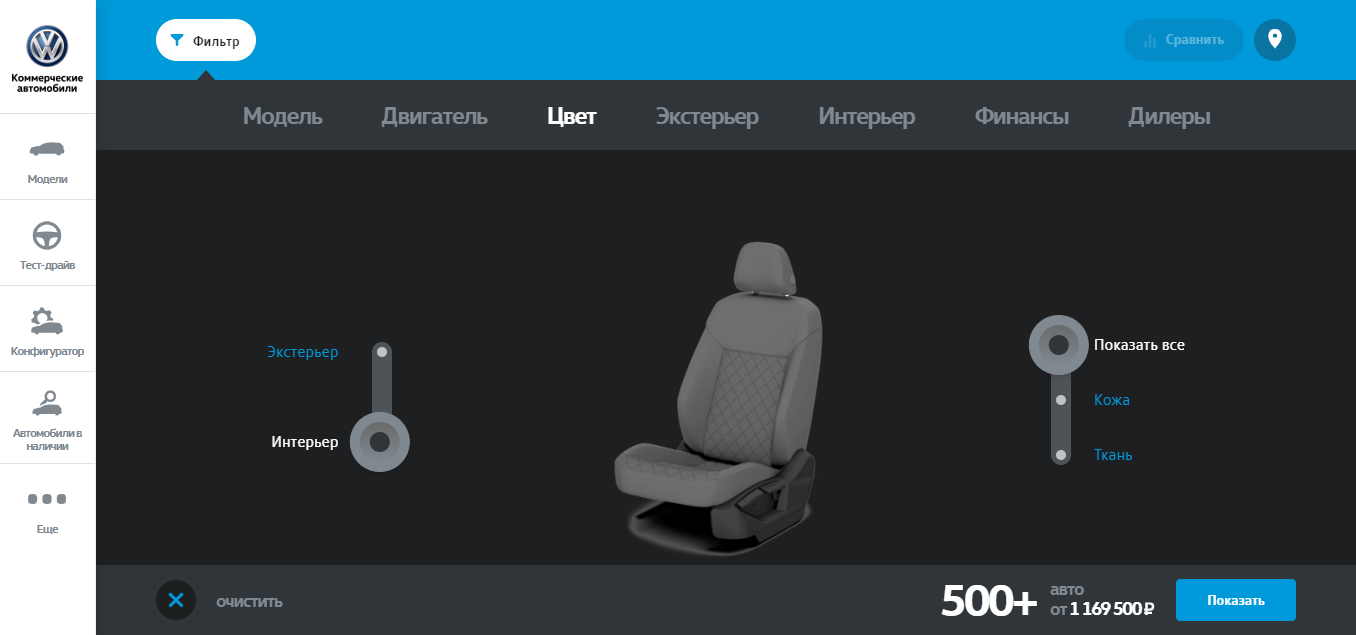 Коммерческие
автомобили
Модели
Тест-драйв
Конфигуратор
Автомобили в
наличии
Еще
Фильтр
Сравнить
Модель
Двигатель
Цвет
Экстерьер
Интерьер
Финансы
Дилеры
Экстерьер
Интерьер
Показать все
Кожа
Ткань
очистить
500+
авто
от 1 169 500 ₽
Показать